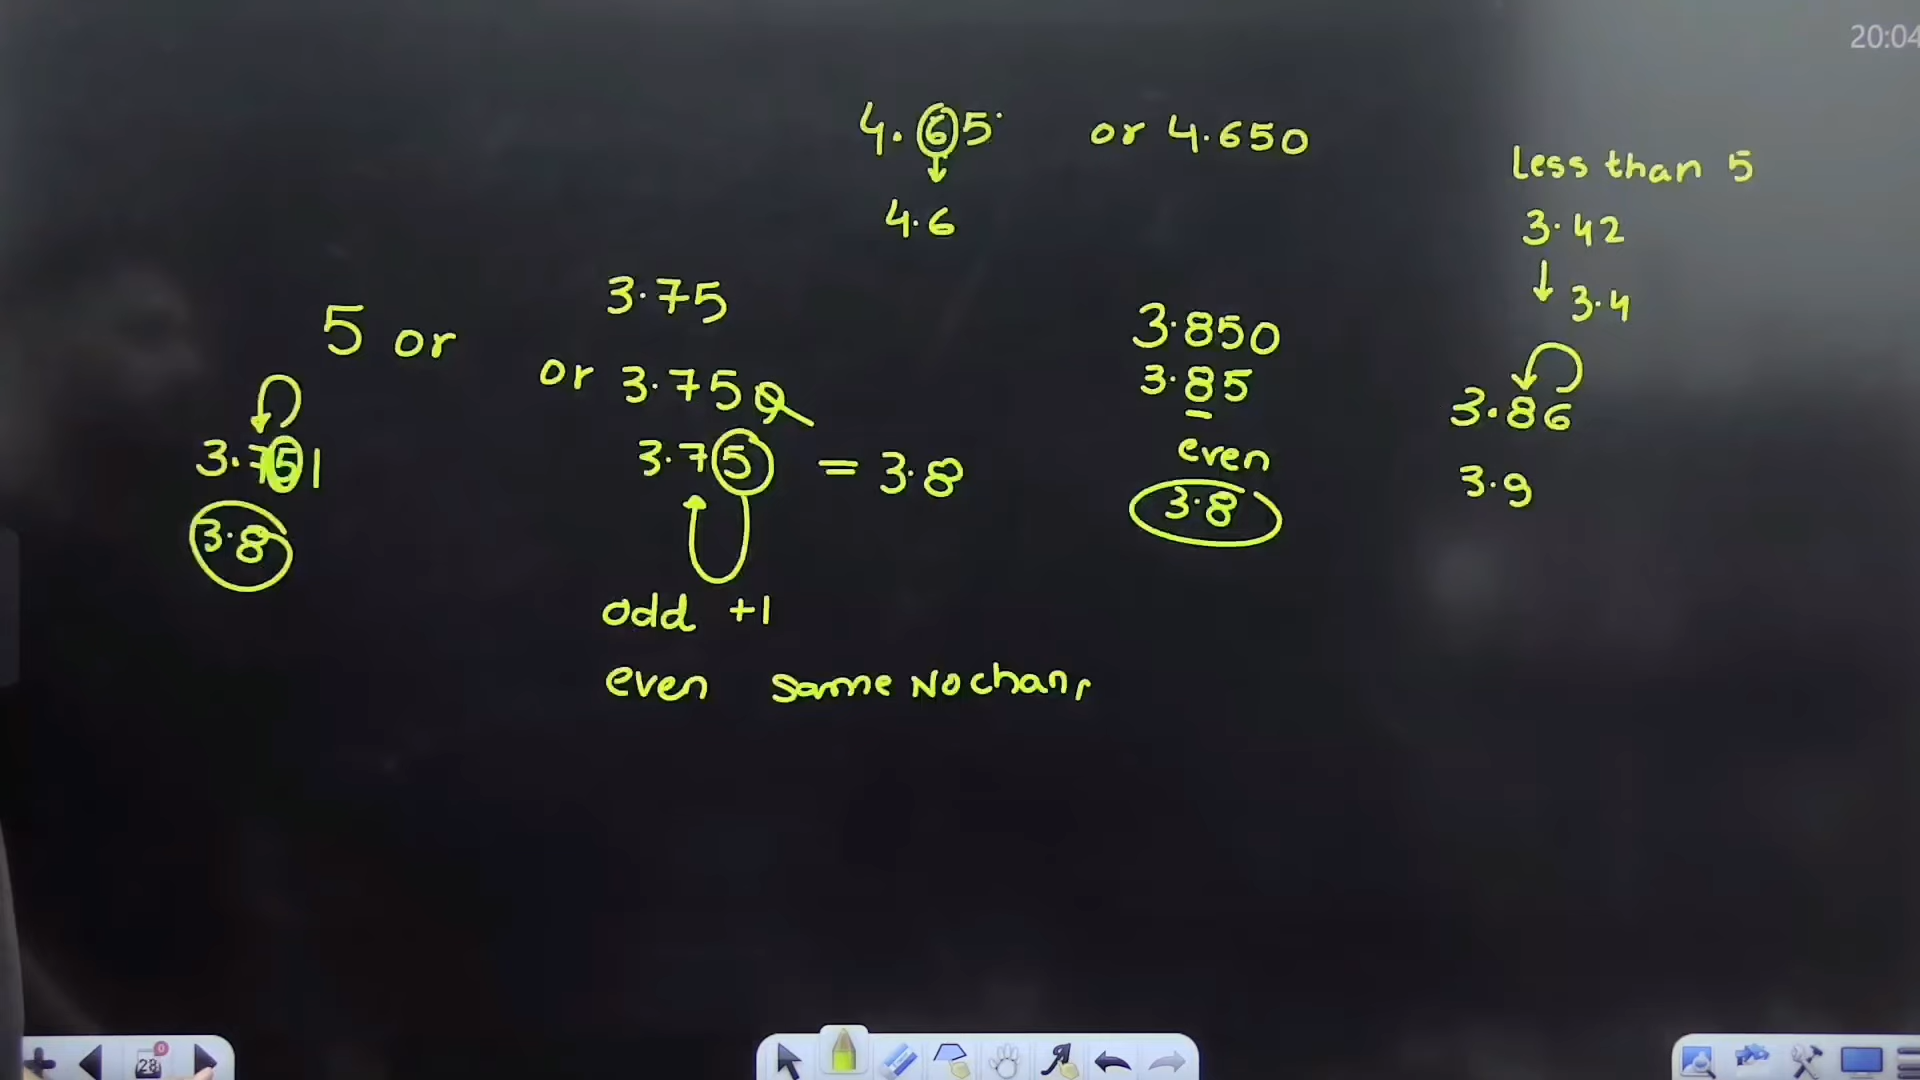 20:04
4.65 or 4.650
4.6
less than 5
3.42
3.4
5 or
3.751
3.8
3.75
or 3.750
3.75 = 3.8
odd +1
even same No chan
3.850
3.85
even
3.8
3.86
3.9
28
0